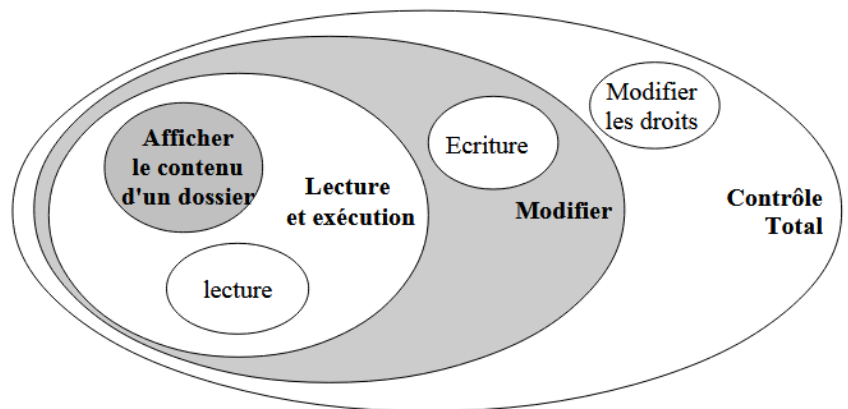 Afficher
le contenu
d'un dossier
Lecture
et exécution
lecture
Ecriture
Modifier
Modifier
les droits
Contrôle
Total